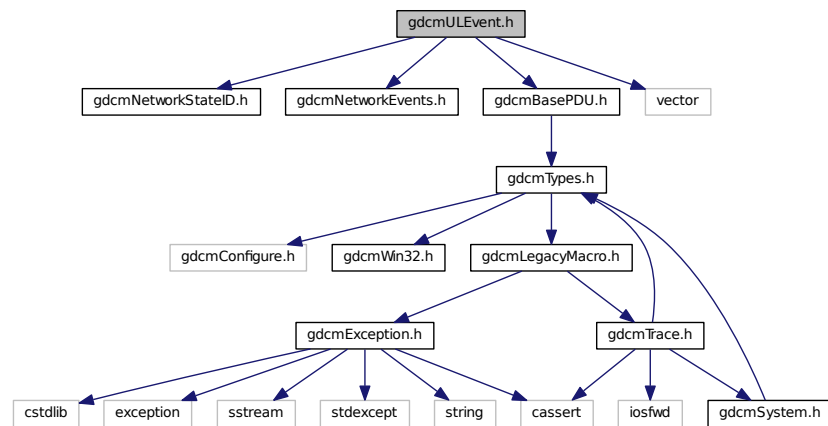 gdcmULEvent.h
gdcmNetworkStateID.h
gdcmNetworkEvents.h
gdcmBasePDU.h
vector
gdcmTypes.h
gdcmConfigure.h
gdcmWin32.h
gdcmLegacyMacro.h
gdcmException.h
gdcmTrace.h
cstdlib
exception
sstream
stdexcept
string
cassert
iosfwd
gdcmSystem.h